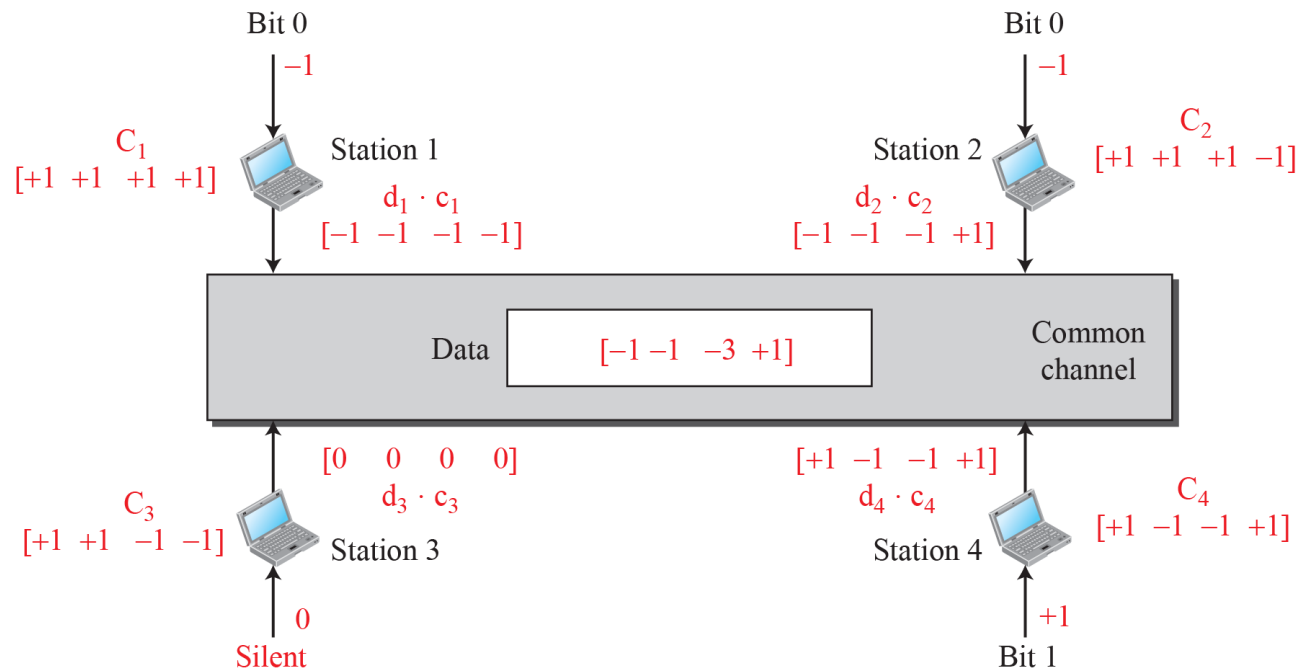 Bit 0
Bit 0
−1
−1
C₁
[+1 +1 +1 +1]
Station 1
Station 2
C₂
[+1 +1 +1 −1]
d₁ · c₁
[−1 −1 −1 −1]
d₂ · c₂
[−1 −1 −1 +1]
Data
[−1 −1 −3 +1]
Common
channel
[0 0 0 0]
d₃ · c₃
[+1 −1 −1 +1]
d₄ · c₄
C₃
[+1 +1 −1 −1]
Station 3
Station 4
C₄
[+1 −1 −1 +1]
0
Silent
+1
Bit 1